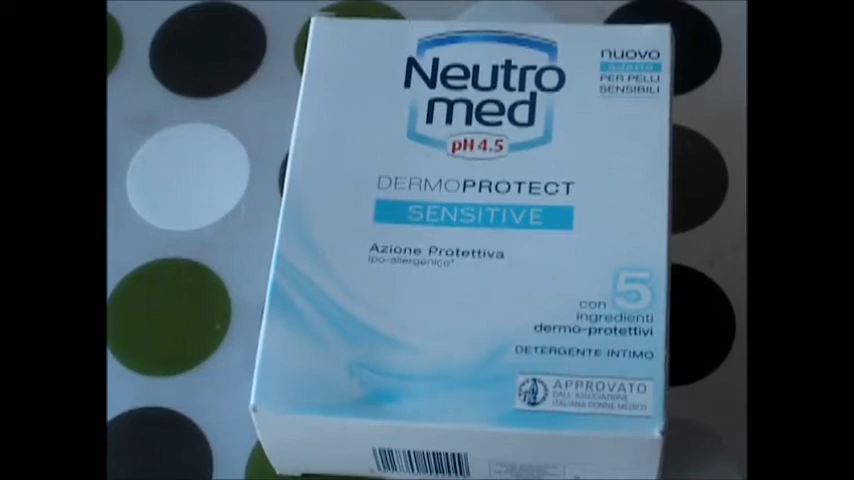 Neutro
med
pH 4.5
NUOVO
adatto
PER PELLI
SENSIBILI
DERMOPROTECT
SENSITIVE
Azione Protettiva
ipo-allergenica*
con 5
ingredienti
dermo-protettivi
DETERGENTE INTIMO
APPROVATO
DALL'ASSOCIAZIONE
ITALIANA DONNE MEDICO